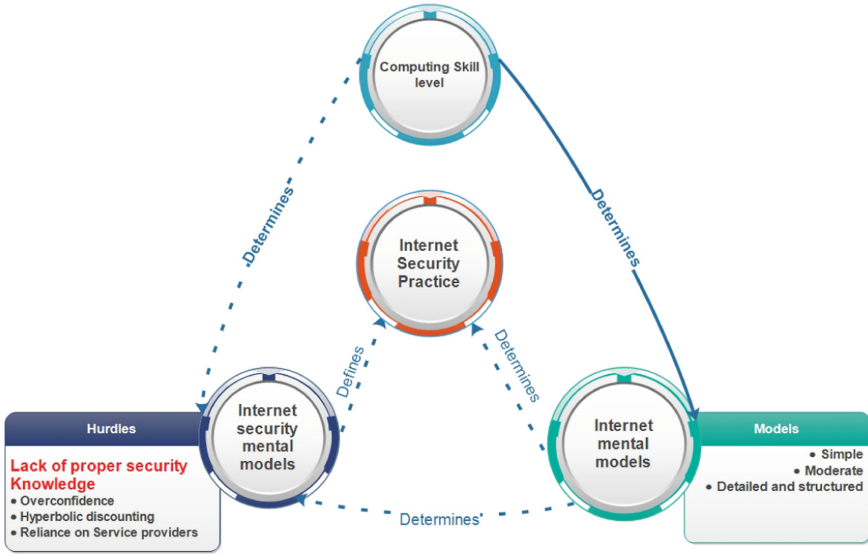 Computing Skill
level
Determines
Determines
Internet
Security
Practice
Defines
Determines
Hurdles
Lack of proper security
Knowledge
● Overconfidence
● Hyperbolic discounting
● Reliance on Service providers
Internet
security
mental
models
Internet
mental
models
Models
● Simple
● Moderate
● Detailed and structured
Determines